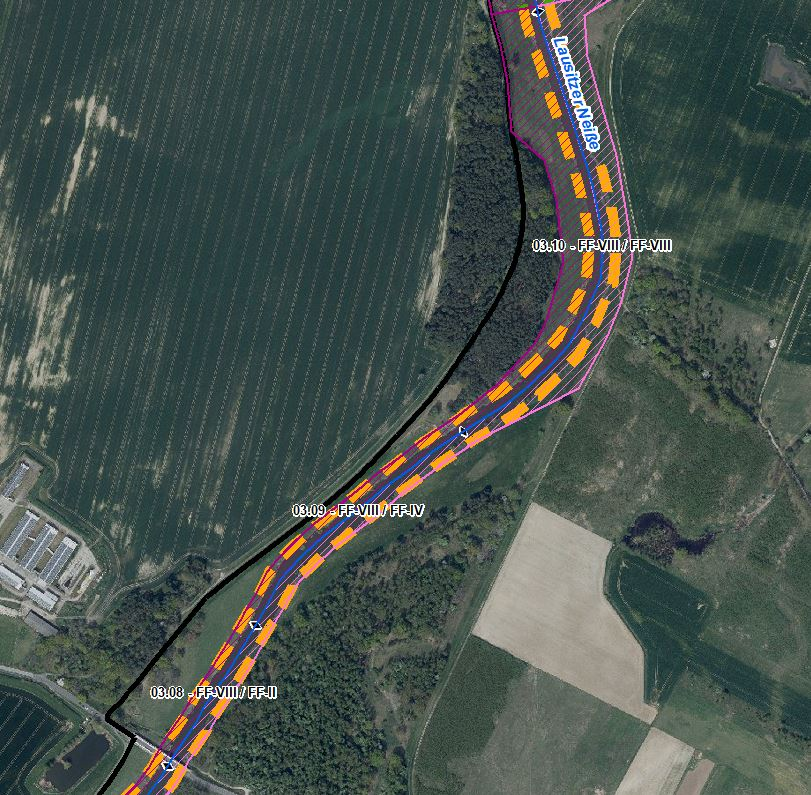 Lausitzer Neiße
03.10 - FF-VIII / FF-VIII
03.09 - FF-VIII / FF-IV
03.08 - FF-VIII / FF-II